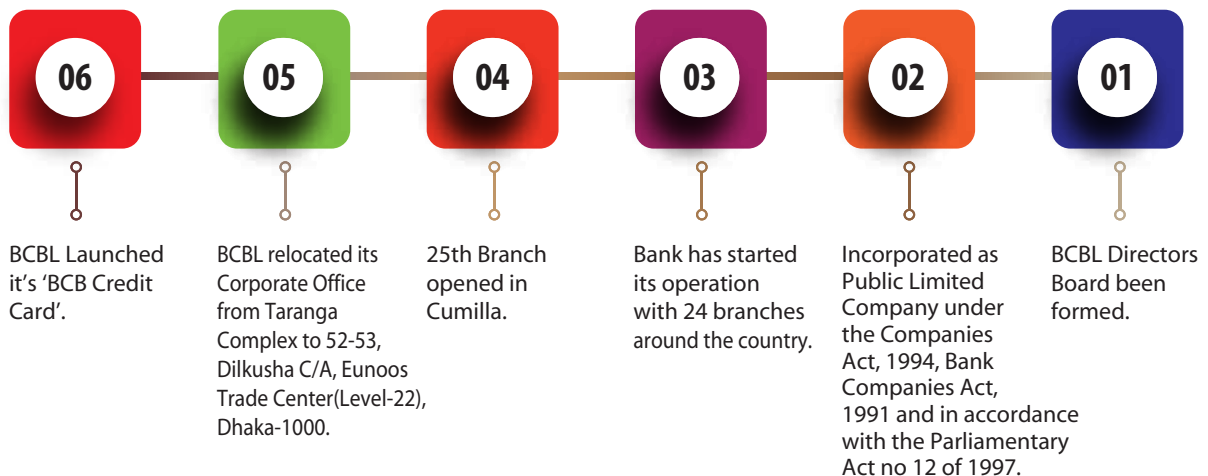 06
05
04
03
02
01
BCBL Launched
it's ‘BCB Credit
Card’.
BCBL relocated its
Corporate Office
from Taranga
Complex to 52-53,
Dilkusha C/A, Eunoos
Trade Center(Level-22),
Dhaka-1000.
25th Branch
opened in
Cumilla.
Bank has started
its operation
with 24 branches
around the country.
Incorporated as
Public Limited
Company under
the Companies
Act, 1994, Bank
Companies Act,
1991 and in accordance
with the Parliamentary
Act no 12 of 1997.
BCBL Directors
Board been
formed.